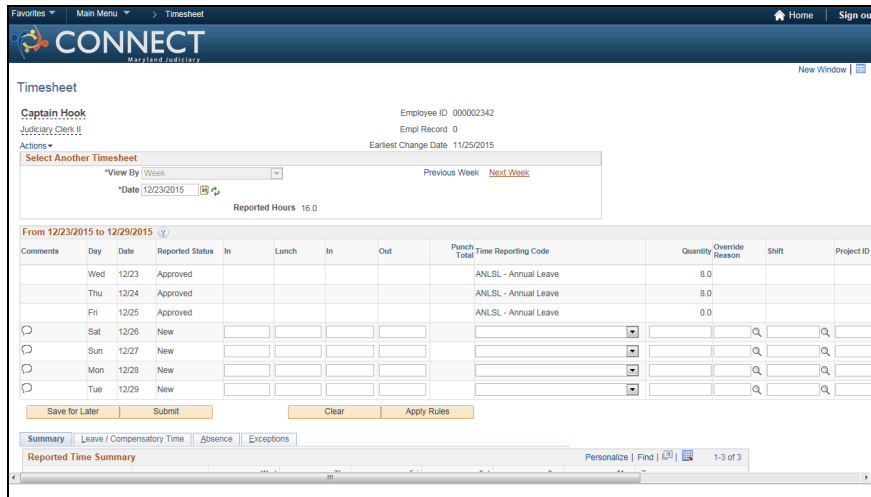 Favorites Main Menu > Timesheet Home Sign ou
CONNECT
Maryland Judiciary
New Window
Timesheet
Captain Hook Employee ID 000002342
Judiciary Clerk II Empl Record 0
Actions Earliest Change Date 11/25/2015
Select Another Timesheet
*View By Week Previous Week Next Week
*Date 12/23/2015
Reported Hours 16.0
From 12/23/2015 to 12/29/2015
Comments Day Date Reported Status In Lunch In Out Punch Total Time Reporting Code Quantity Override Reason Shift Project ID
Wed 12/23 Approved ANLSL - Annual Leave 8.0
Thu 12/24 Approved ANLSL - Annual Leave 8.0
Fri 12/25 Approved ANLSL - Annual Leave 0.0
Sat 12/26 New
Sun 12/27 New
Mon 12/28 New
Tue 12/29 New
Save for Later Submit Clear Apply Rules
Summary Leave / Compensatory Time Absence Exceptions
Reported Time Summary Personalize | Find | 1-3 of 3